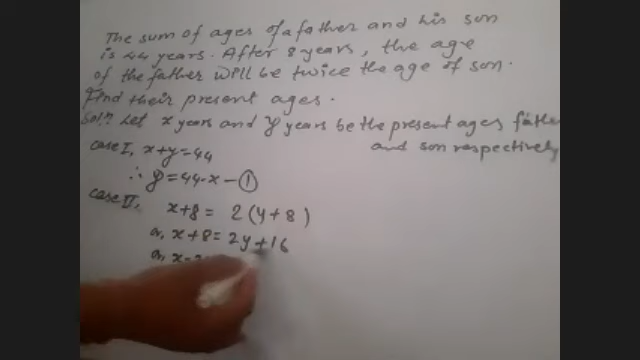 The sum of ages of a father and his son
is 44 years. After 8 years, the age
of the father will be twice the age of son.
Find their present ages.
Solⁿ: Let x years and y years be the present ages father
and son respectively
case I, x+y=44
∴ y=44-x-①
case II, x+8= 2(y+8)
or, x+8=2y+16
or, x-